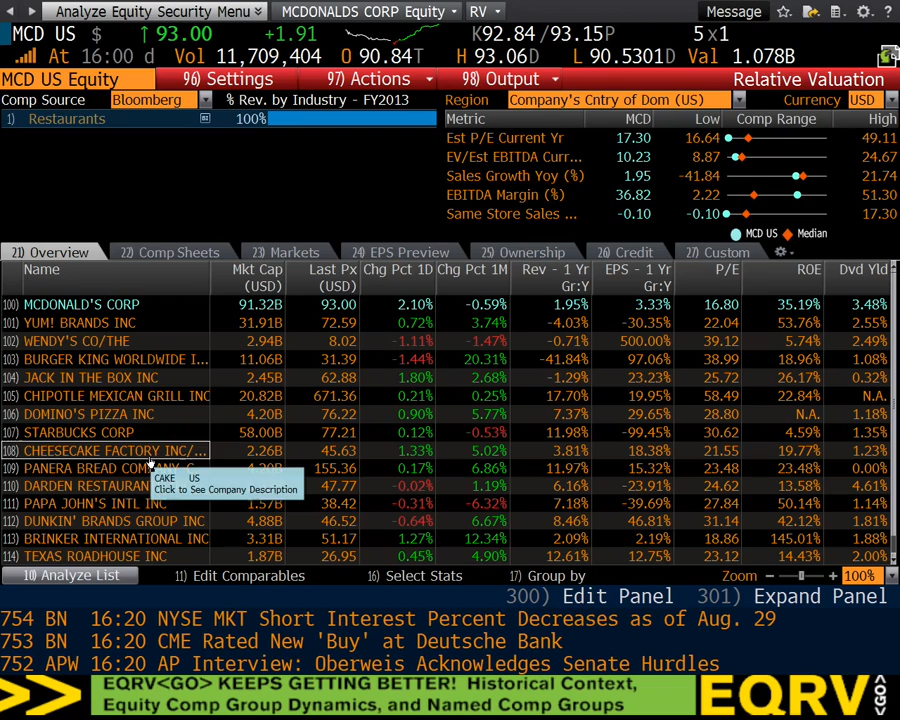 Analyze Equity Security Menu MCDONALDS CORP Equity RV Message ?
MCD US $ ↑ 93.00 +1.91 K92.84 /93.15P 5x1
At 16:00 d Vol 11,709,404 O 90.84T H 93.06D L 90.5301D Val 1.078B
MCD US Equity 96) Settings 97) Actions 98) Output Relative Valuation
Comp Source Bloomberg % Rev. by Industry - FY2013 Region Company's Cntry of Dom (US) Currency USD
1) Restaurants 100% Metric MCD Low Comp Range High
Est P/E Current Yr 17.30 16.64 49.11
EV/Est EBITDA Curr... 10.23 8.87 24.67
Sales Growth Yoy (%) 1.95 -41.84 21.74
EBITDA Margin (%) 36.82 2.22 51.30
Same Store Sales ... -0.10 -0.10 17.30
MCD US Median
21) Overview 22) Comp Sheets 23) Markets 24) EPS Preview 25) Ownership 26) Credit 27) Custom
Name Mkt Cap Last Px Chg Pct 1D Chg Pct 1M Rev - 1 Yr EPS - 1 Yr P/E ROE Dvd Yld
(USD) (USD) Gr:Y Gr:Y
100) MCDONALD'S CORP 91.32B 93.00 2.10% -0.59% 1.95% 3.33% 16.80 35.19% 3.48%
101) YUM! BRANDS INC 31.91B 72.59 0.72% 3.74% -4.03% -30.35% 22.04 53.76% 2.55%
102) WENDY'S CO/THE 2.94B 8.02 -1.11% -1.47% -0.71% 500.00% 39.12 5.74% 2.49%
103) BURGER KING WORLDWIDE I... 11.06B 31.39 -1.44% 20.31% -41.84% 97.06% 38.99 18.96% 1.08%
104) JACK IN THE BOX INC 2.45B 62.88 1.80% 2.68% -1.29% 23.23% 25.72 26.17% 0.32%
105) CHIPOTLE MEXICAN GRILL INC 20.82B 671.36 0.21% 0.25% 17.70% 19.95% 58.49 22.84% N.A.
106) DOMINO'S PIZZA INC 4.20B 76.22 0.90% 5.77% 7.37% 29.65% 28.80 N.A. 1.18%
107) STARBUCKS CORP 58.00B 77.21 0.12% -0.53% 11.98% -99.45% 30.62 4.59% 1.35%
108) CHEESECAKE FACTORY INC/... 2.26B 45.63 1.33% 5.02% 3.81% 18.38% 21.55 19.77% 1.23%
109) PANERA BREAD 155.36 0.17% 6.86% 11.97% 15.32% 23.48 23.48% 0.00%
CAKE US
Click to See Company Description
110) DARDEN RESTAURAN 47.77 -0.02% 1.19% 6.16% -23.91% 24.62 13.58% 4.61%
111) PAPA JOHN'S INTL INC 1.57B 38.42 -0.31% -6.32% 7.18% -39.69% 27.84 50.14% 1.14%
112) DUNKIN' BRANDS GROUP INC 4.88B 46.52 -0.64% 6.67% 8.46% 46.81% 31.14 42.12% 1.81%
113) BRINKER INTERNATIONAL INC 3.31B 51.17 1.27% 12.34% 2.09% 2.19% 18.86 145.01% 1.88%
114) TEXAS ROADHOUSE INC 1.87B 26.95 0.45% 4.90% 12.61% 12.75% 23.12 14.43% 2.00%
10) Analyze List 11) Edit Comparables 16) Select Stats 17) Group by Zoom - + 100%
300) Edit Panel 301) Expand Panel
754 BN 16:20 NYSE MKT Short Interest Percent Decreases as of Aug. 29
753 BN 16:20 CME Rated New 'Buy' at Deutsche Bank
752 APW 16:20 AP Interview: Oberweis Acknowledges Senate Hurdles
EQRV<GO> KEEPS GETTING BETTER! Historical Context,
Equity Comp Group Dynamics, and Named Comp Groups
EQRV <GO>